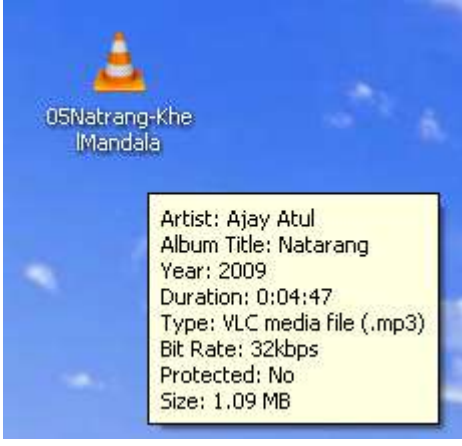 05Natrang-Khe
lMandala
Artist: Ajay Atul
Album Title: Natarang
Year: 2009
Duration: 0:04:47
Type: VLC media file (.mp3)
Bit Rate: 32kbps
Protected: No
Size: 1.09 MB